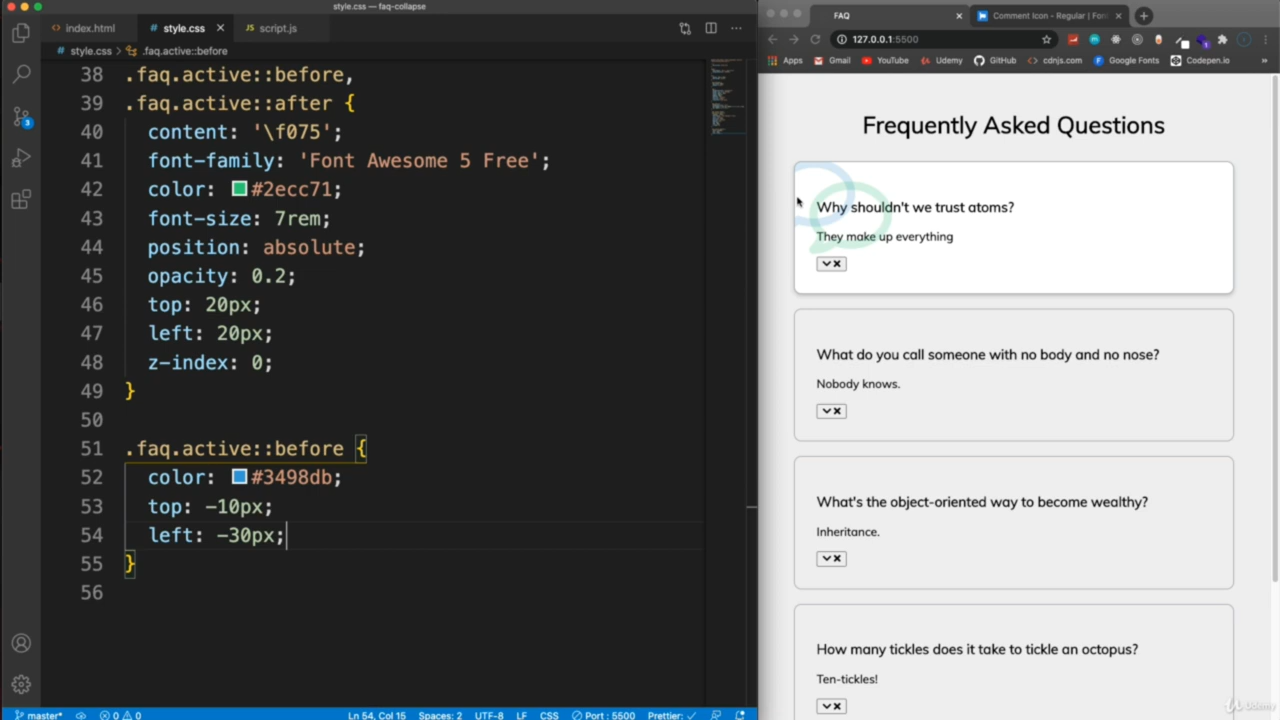 style.css — faq-collapse
index.html
# style.css ×
JS script.js
···
# style.css > .faq.active::before
38 .faq.active::before,
39 .faq.active::after {
40 content: '\f075';
41 font-family: 'Font Awesome 5 Free';
42 color: #2ecc71;
43 font-size: 7rem;
44 position: absolute;
45 opacity: 0.2;
46 top: 20px;
47 left: 20px;
48 z-index: 0;
49 }
50
51 .faq.active::before {
52 color: #3498db;
53 top: -10px;
54 left: -30px;
55 }
56
3
master*
0 0
Ln 54, Col 15
Spaces: 2
UTF-8
LF
CSS
Port : 5500
Prettier: ✓
FAQ ×
Comment Icon - Regular | Fon ×
127.0.0.1:5500
Apps
Gmail
YouTube
Udemy
GitHub
cdnjs.com
Google Fonts
Codepen.io
»
Frequently Asked Questions
Why shouldn't we trust atoms?
They make up everything
What do you call someone with no body and no nose?
Nobody knows.
What's the object-oriented way to become wealthy?
Inheritance.
How many tickles does it take to tickle an octopus?
Ten-tickles!
Udemy